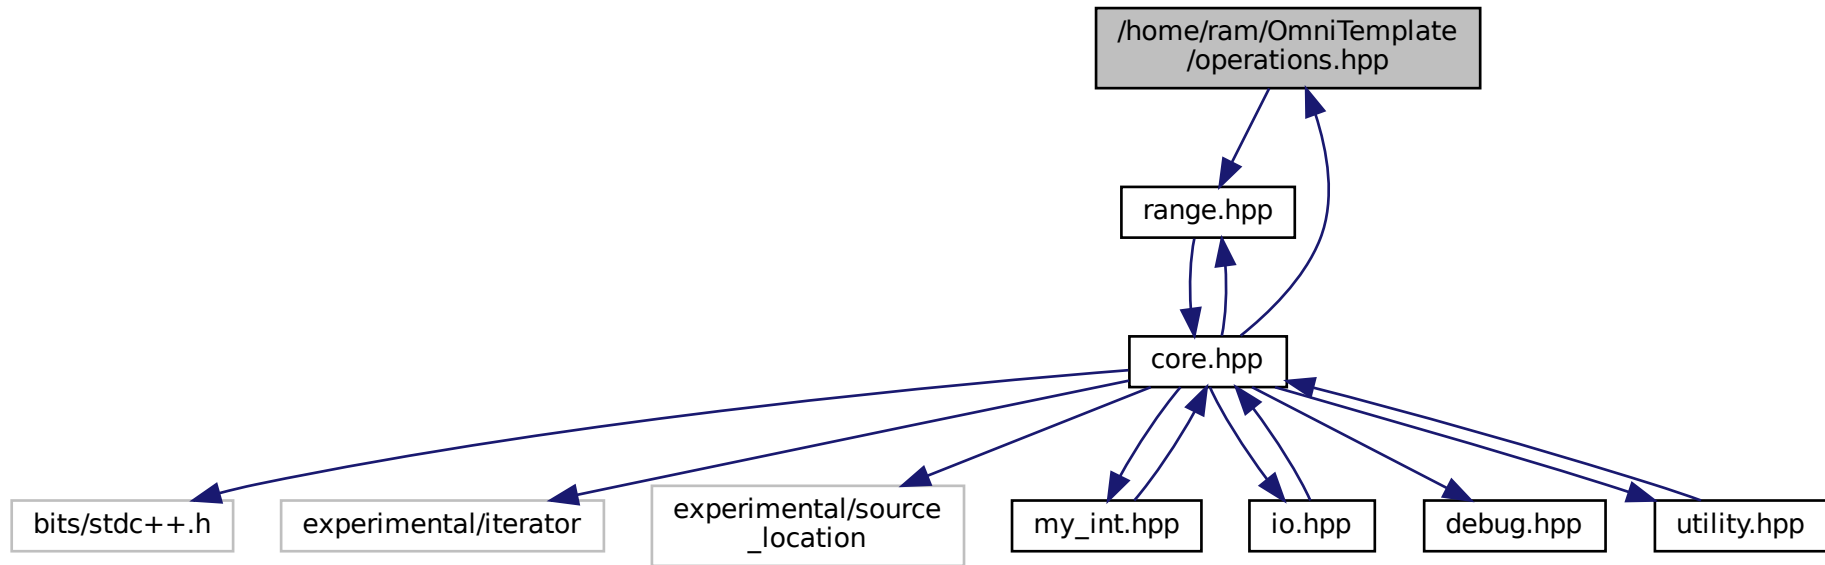 /home/ram/OmniTemplate
/operations.hpp
range.hpp
core.hpp
bits/stdc++.h
experimental/iterator
experimental/source
_location
my_int.hpp
io.hpp
debug.hpp
utility.hpp